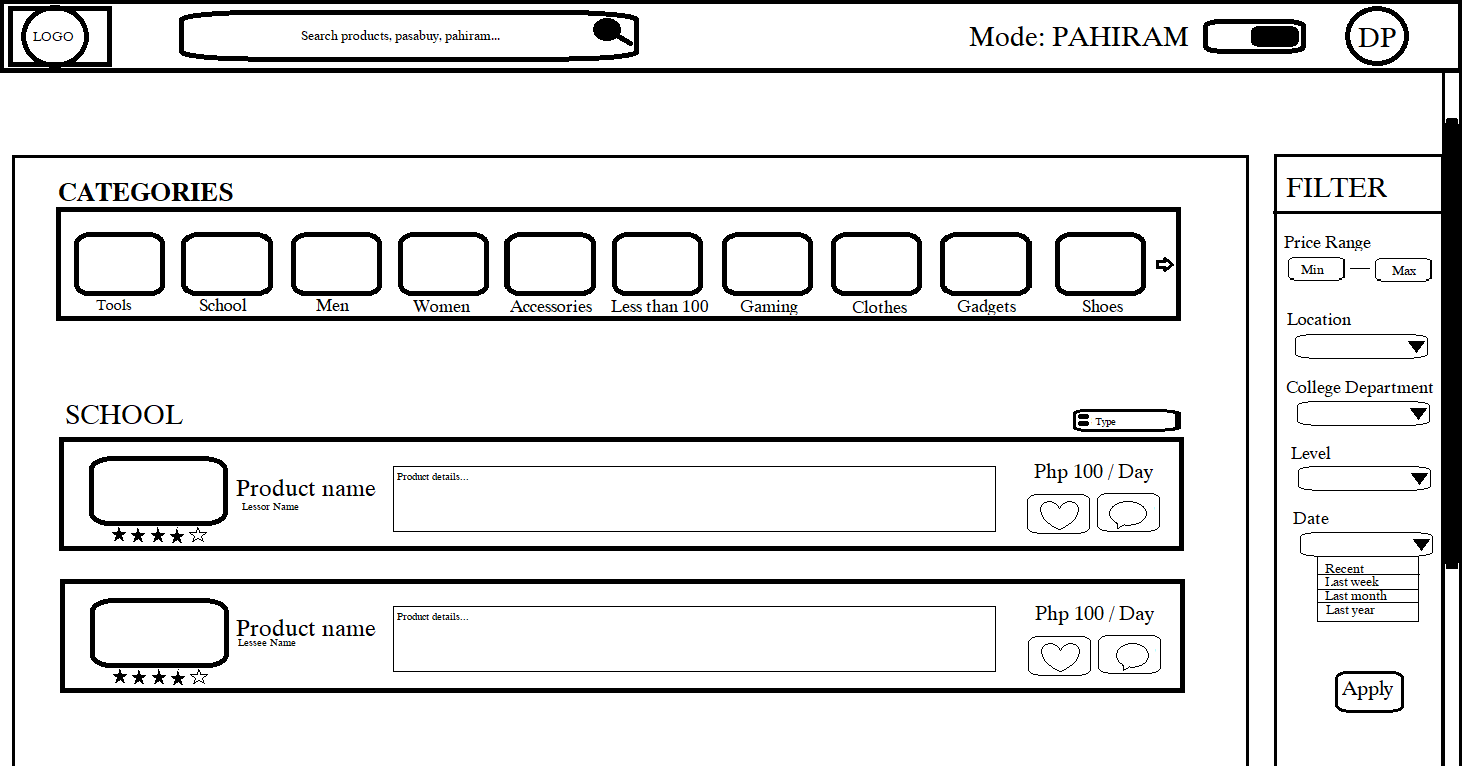 LOGO
Search products, pasabuy, pahiram...
Mode: PAHIRAM
DP
CATEGORIES
Tools
School
Men
Women
Accessories
Less than 100
Gaming
Clothes
Gadgets
Shoes
SCHOOL
Type
Product name
Lessor Name
Product details...
Php 100 / Day
Product name
Lessee Name
Product details...
Php 100 / Day
FILTER
Price Range
Min
Max
Location
College Department
Level
Date
Recent
Last week
Last month
Last year
Apply